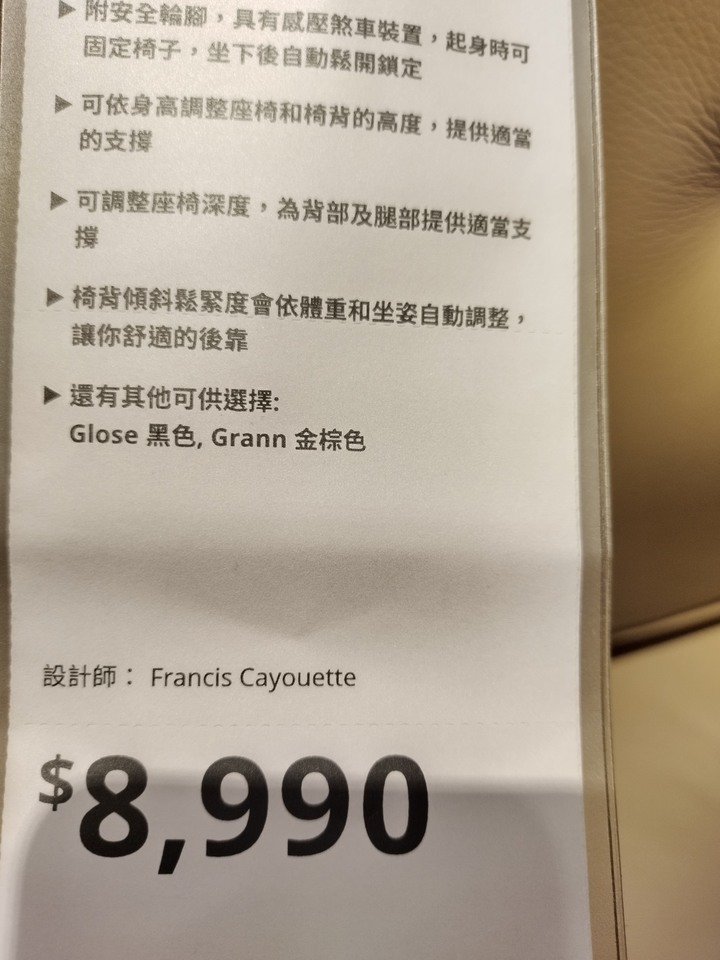 ▶ 附安全輪腳，具有感壓煞車裝置，起身時可
固定椅子，坐下後自動鬆開鎖定
▶ 可依身高調整座椅和椅背的高度，提供適當
的支撐
▶ 可調整座椅深度，為背部及腿部提供適當支
撐
▶ 椅背傾斜鬆緊度會依體重和坐姿自動調整，
讓你舒適的後靠
▶ 還有其他可供選擇:
Glose 黑色, Grann 金棕色
設計師： Francis Cayouette
$8,990